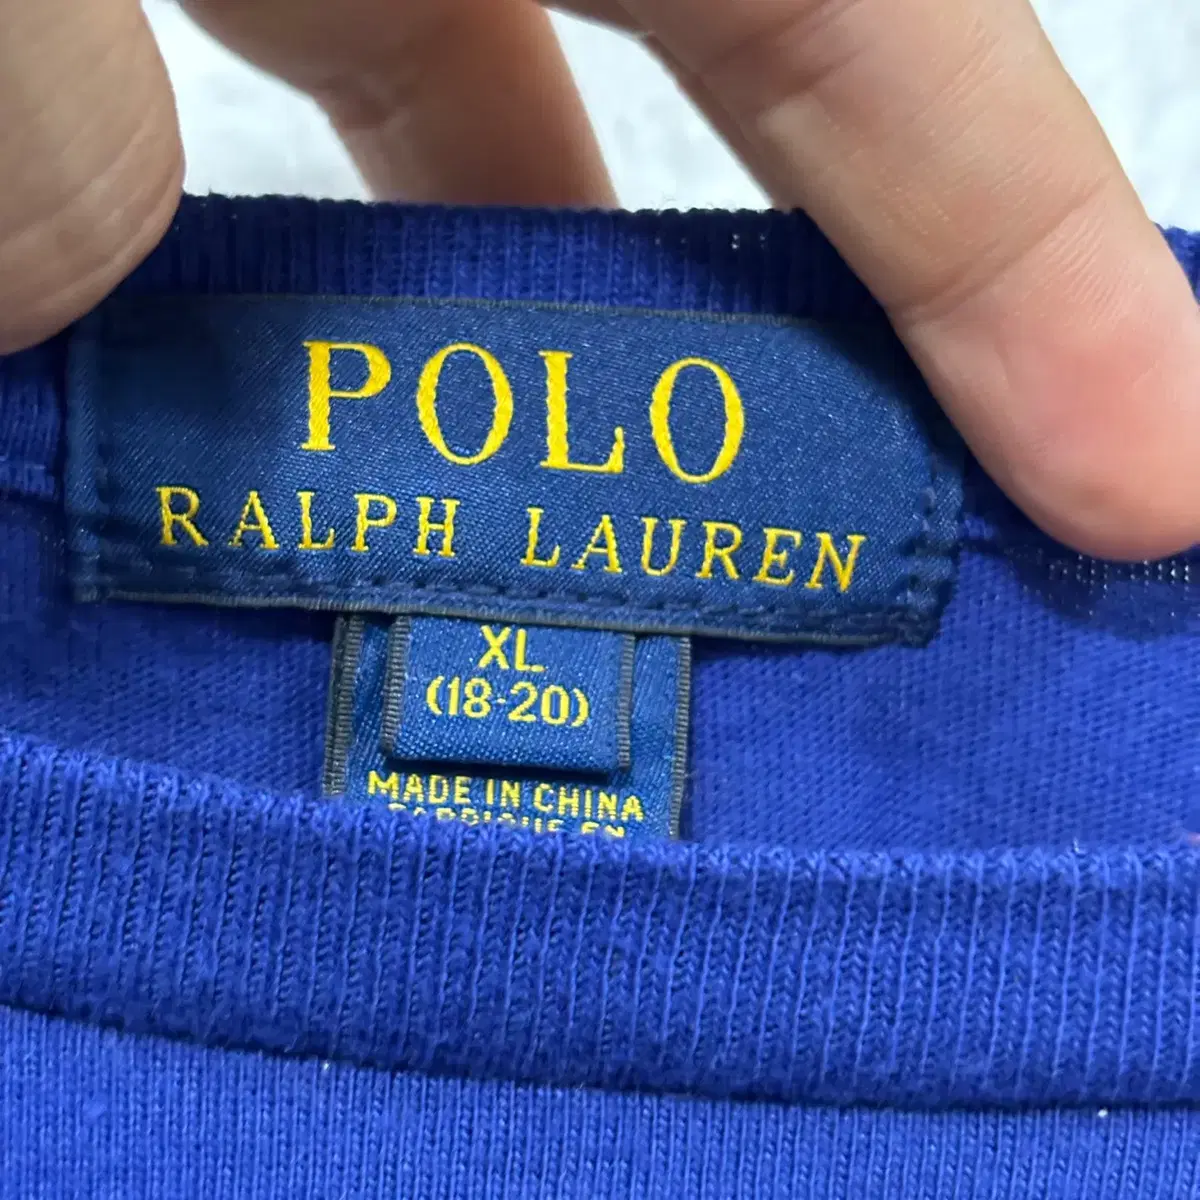 POLO
RALPH LAUREN
XL
(18-20)
MADE IN CHINA